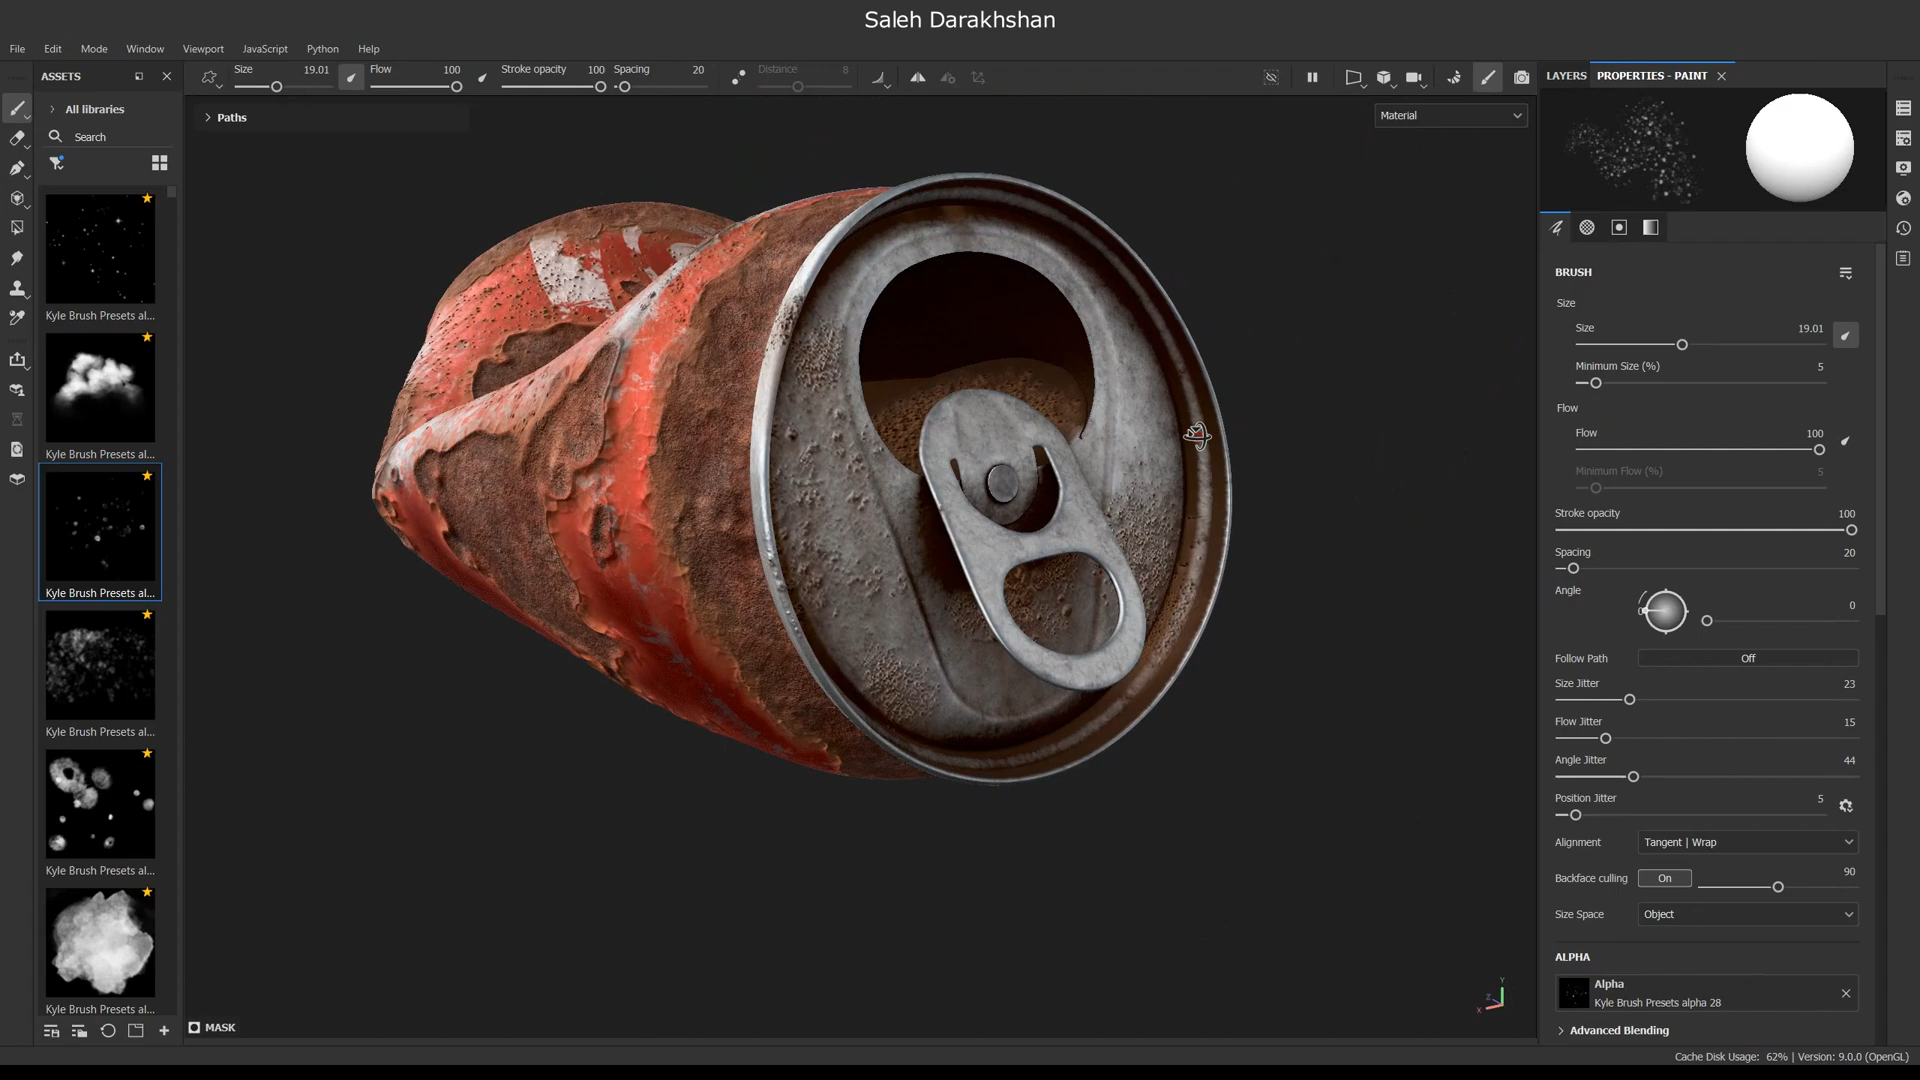 Saleh Darakhshan
File Edit Mode Window Viewport JavaScript Python Help
ASSETS
Size 19.01 Flow 100 Stroke opacity 100 Spacing 20 Distance 8
LAYERS PROPERTIES - PAINT
All libraries
Search
Paths
Material
Kyle Brush Presets al...
Kyle Brush Presets al...
Kyle Brush Presets al...
Kyle Brush Presets al...
Kyle Brush Presets al...
Kyle Brush Presets al...
MASK
BRUSH
Size
Size 19.01
Minimum Size (%) 5
Flow
Flow 100
Minimum Flow (%) 5
Stroke opacity 100
Spacing 20
Angle 0
Follow Path Off
Size Jitter 23
Flow Jitter 15
Angle Jitter 44
Position Jitter 5
Alignment Tangent | Wrap
Backface culling On 90
Size Space Object
ALPHA
Alpha
Kyle Brush Presets alpha 28
Advanced Blending
Y
Z
X
Cache Disk Usage: 62% | Version: 9.0.0 (OpenGL)